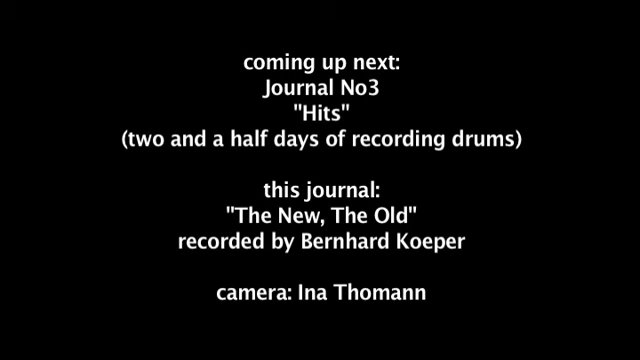 coming up next:
Journal No3
"Hits"
(two and a half days of recording drums)
this journal:
"The New, The Old"
recorded by Bernhard Koeper
camera: Ina Thomann